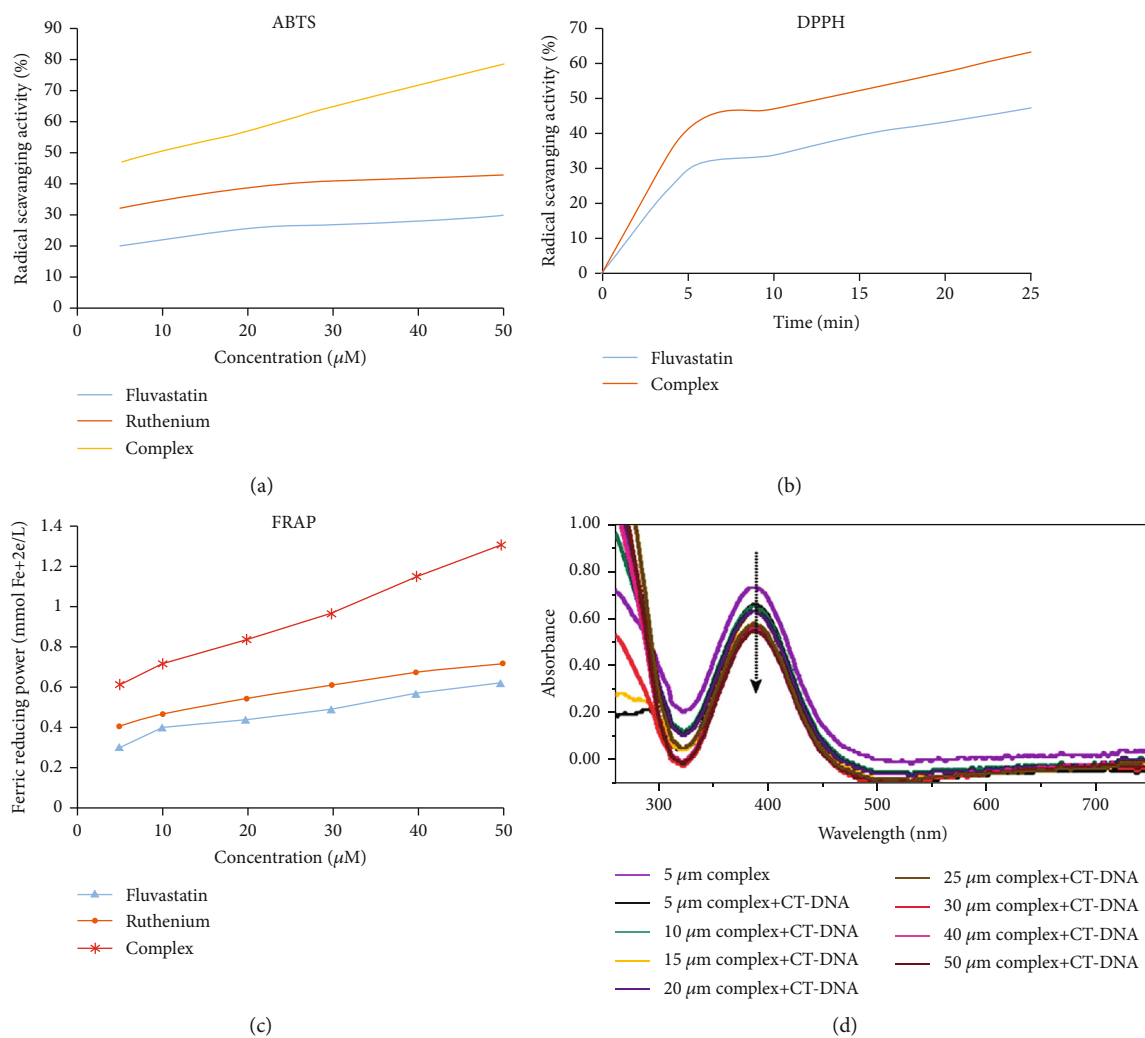 ABTS
Radical scavanging activity (%)
90
80
70
60
50
40
30
20
10
0
0
10
20
30
40
50
Concentration (μM)
Fluvastatin
Ruthenium
Complex
(a)
DPPH
Radical scavanging activity (%)
70
60
50
40
30
20
10
0
0
5
10
15
20
25
Time (min)
Fluvastatin
Complex
(b)
FRAP
Ferric reducing power (mmol Fe+2e/L)
1.4
1.2
1
0.8
0.6
0.4
0.2
0
0
10
20
30
40
50
Concentration (μM)
Fluvastatin
Ruthenium
Complex
(c)
Absorbance
1.00
0.80
0.60
0.40
0.20
0.00
300
400
500
600
700
Wavelength (nm)
5 μm complex
5 μm complex+CT-DNA
10 μm complex+CT-DNA
15 μm complex+CT-DNA
20 μm complex+CT-DNA
25 μm complex+CT-DNA
30 μm complex+CT-DNA
40 μm complex+CT-DNA
50 μm complex+CT-DNA
(d)